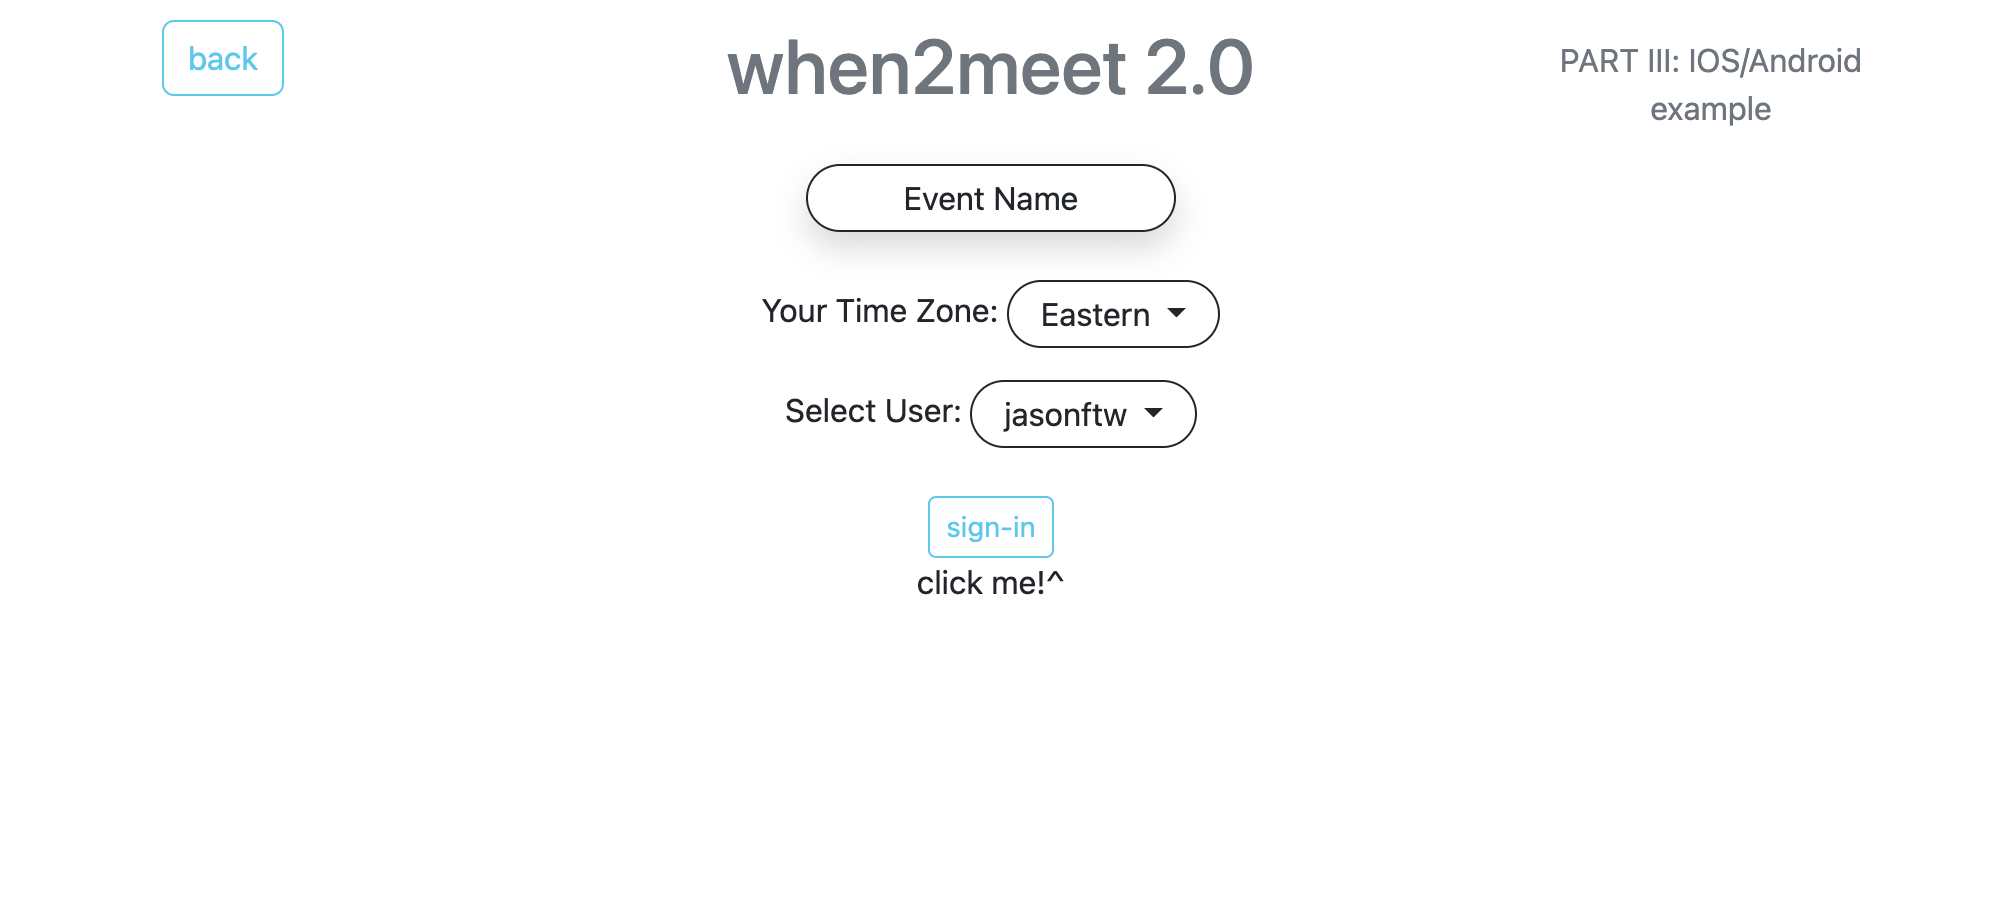 back
when2meet 2.0
PART III: IOS/Android
example
Event Name
Your Time Zone: Eastern
Select User: jasonftw
sign-in
click me!^